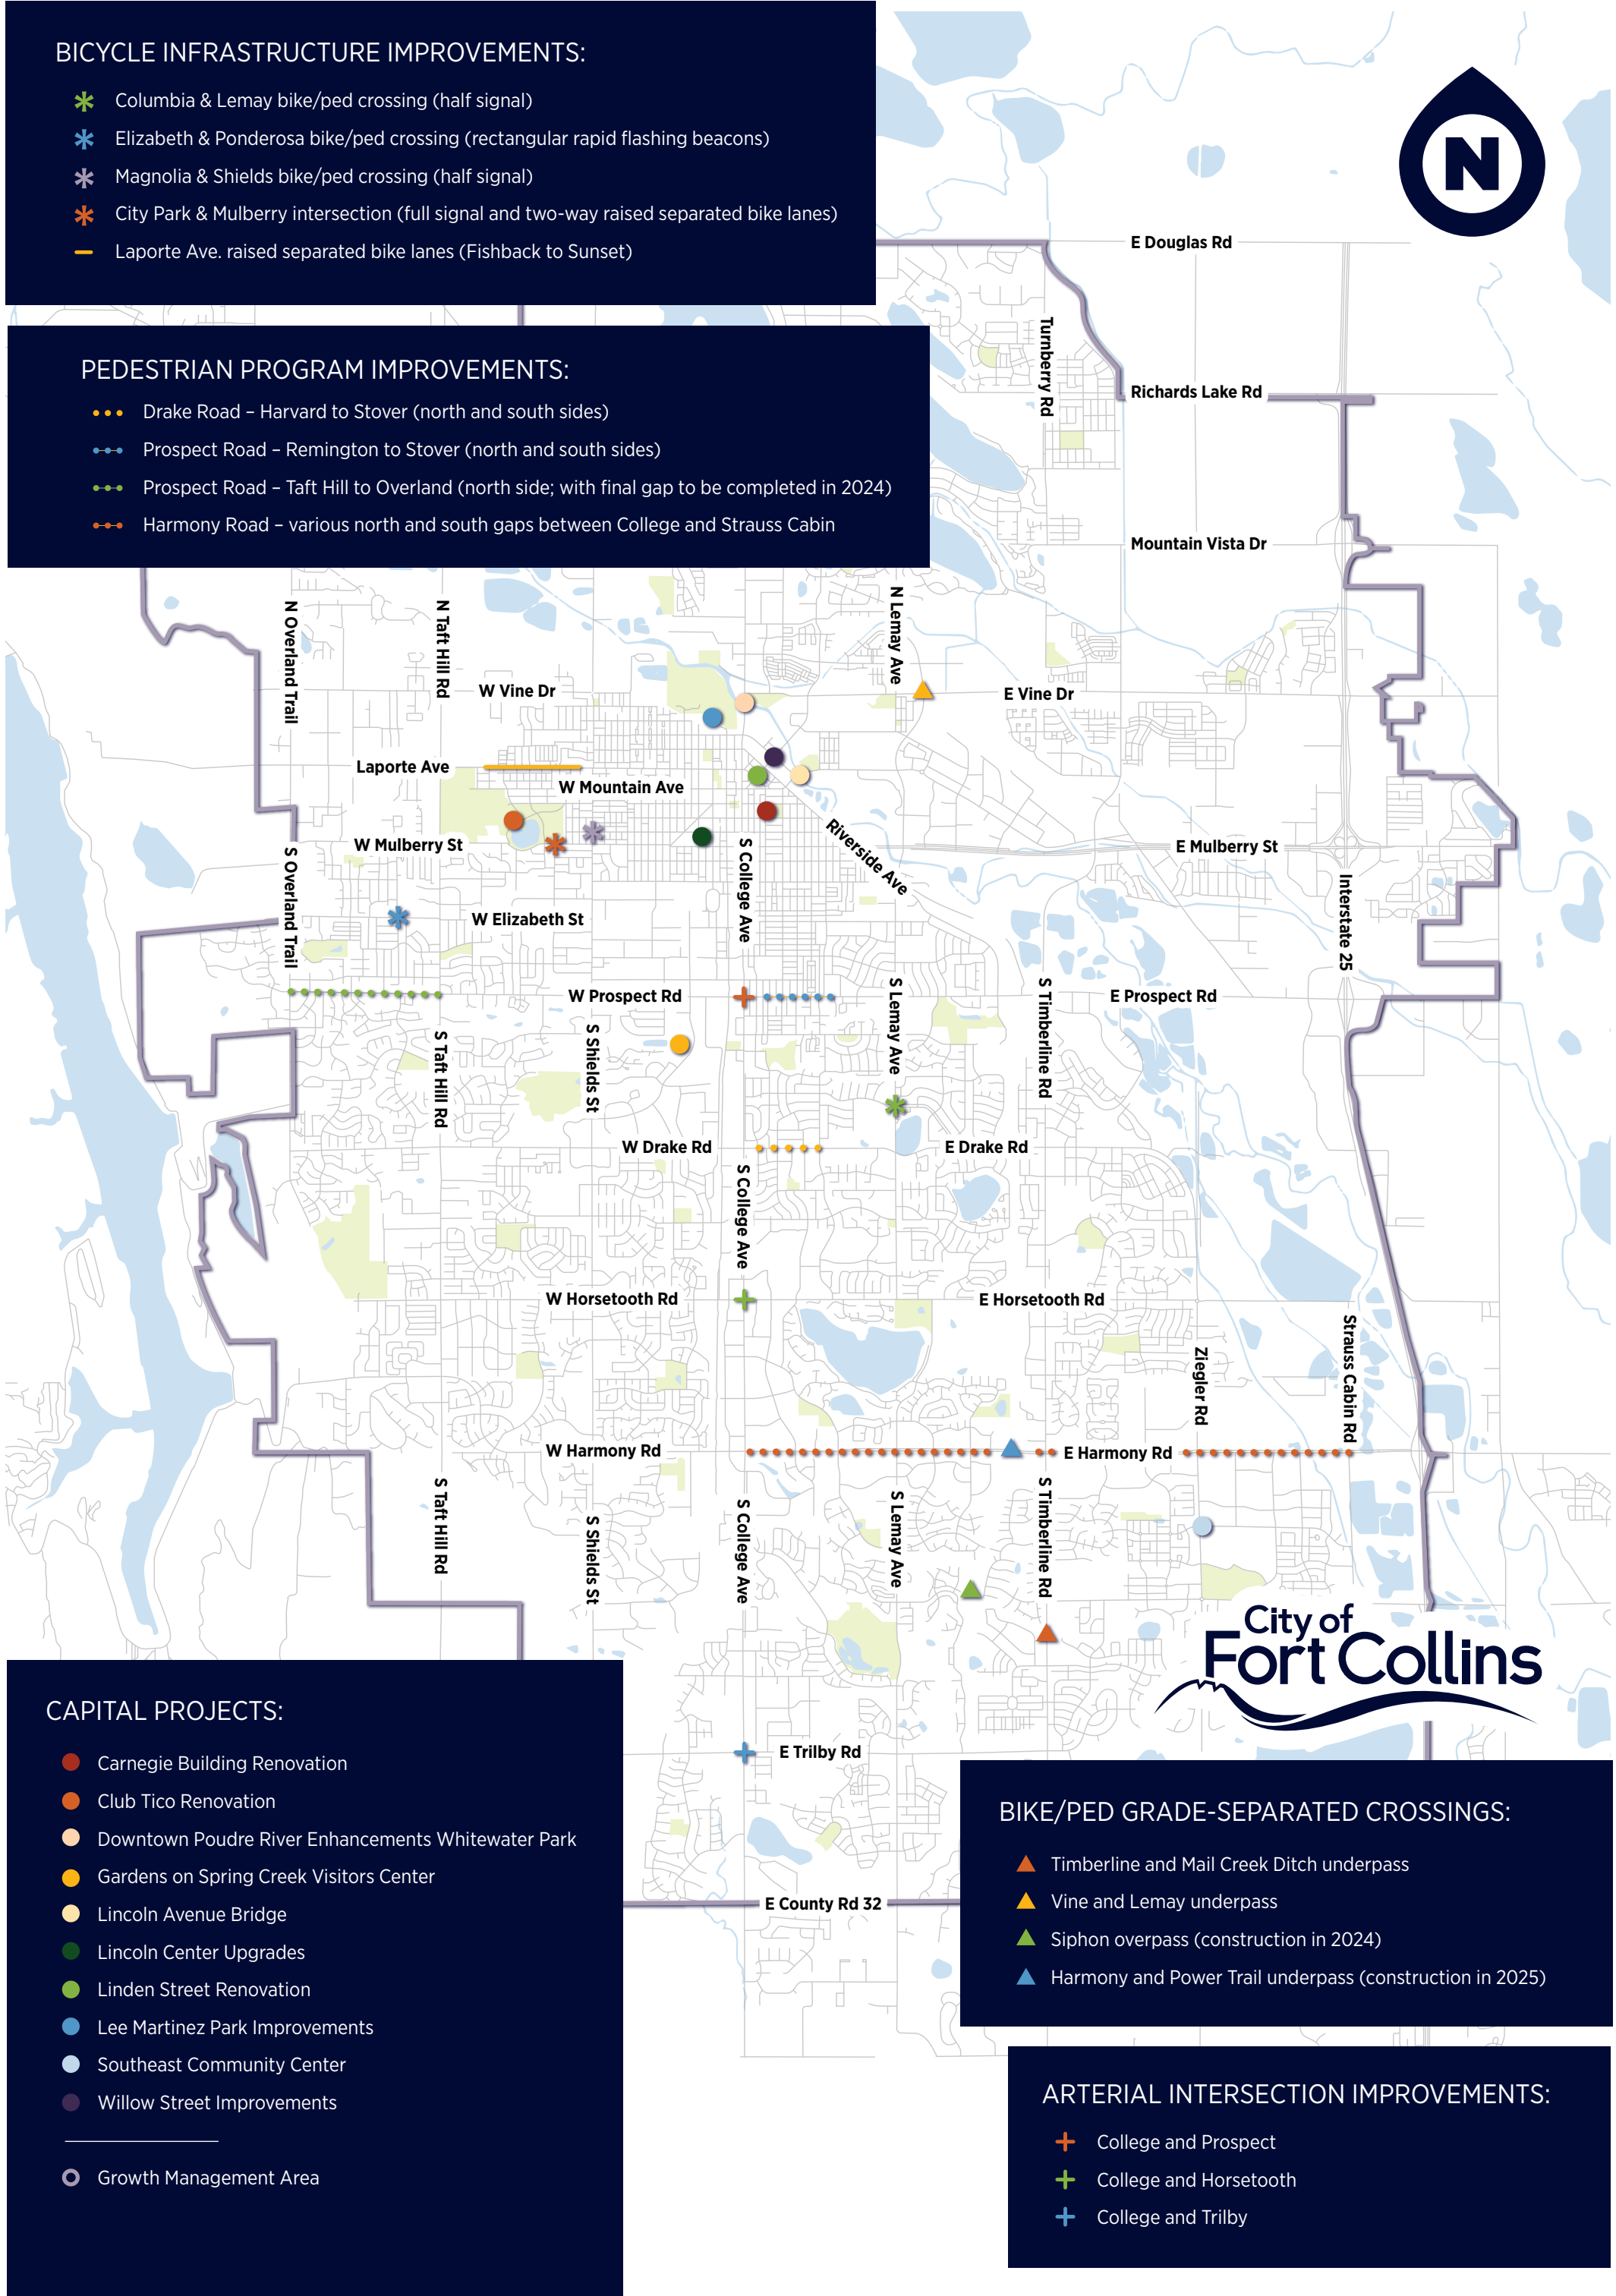 BICYCLE INFRASTRUCTURE IMPROVEMENTS:
Columbia & Lemay bike/ped crossing (half signal)
Elizabeth & Ponderosa bike/ped crossing (rectangular rapid flashing beacons)
Magnolia & Shields bike/ped crossing (half signal)
City Park & Mulberry intersection (full signal and two-way raised separated bike lanes)
Laporte Ave. raised separated bike lanes (Fishback to Sunset)
N
E Douglas Rd
Turnberry Rd
PEDESTRIAN PROGRAM IMPROVEMENTS:
Drake Road – Harvard to Stover (north and south sides)
Prospect Road – Remington to Stover (north and south sides)
Prospect Road – Taft Hill to Overland (north side; with final gap to be completed in 2024)
Harmony Road – various north and south gaps between College and Strauss Cabin
Richards Lake Rd
Mountain Vista Dr
N Overland Trail
N Taft Hill Rd
N Lemay Ave
W Vine Dr
E Vine Dr
Laporte Ave
W Mountain Ave
W Mulberry St
Riverside Ave
E Mulberry St
S Overland Trail
S College Ave
Interstate 25
W Elizabeth St
W Prospect Rd
S Lemay Ave
S Timberline Rd
E Prospect Rd
S Taft Hill Rd
S Shields St
W Drake Rd
E Drake Rd
S College Ave
W Horsetooth Rd
E Horsetooth Rd
Ziegler Rd
Strauss Cabin Rd
W Harmony Rd
E Harmony Rd
S Taft Hill Rd
S Shields St
S College Ave
S Lemay Ave
S Timberline Rd
City of
Fort Collins
E Trilby Rd
E County Rd 32
CAPITAL PROJECTS:
Carnegie Building Renovation
Club Tico Renovation
Downtown Poudre River Enhancements Whitewater Park
Gardens on Spring Creek Visitors Center
Lincoln Avenue Bridge
Lincoln Center Upgrades
Linden Street Renovation
Lee Martinez Park Improvements
Southeast Community Center
Willow Street Improvements
Growth Management Area
BIKE/PED GRADE-SEPARATED CROSSINGS:
Timberline and Mail Creek Ditch underpass
Vine and Lemay underpass
Siphon overpass (construction in 2024)
Harmony and Power Trail underpass (construction in 2025)
ARTERIAL INTERSECTION IMPROVEMENTS:
College and Prospect
College and Horsetooth
College and Trilby